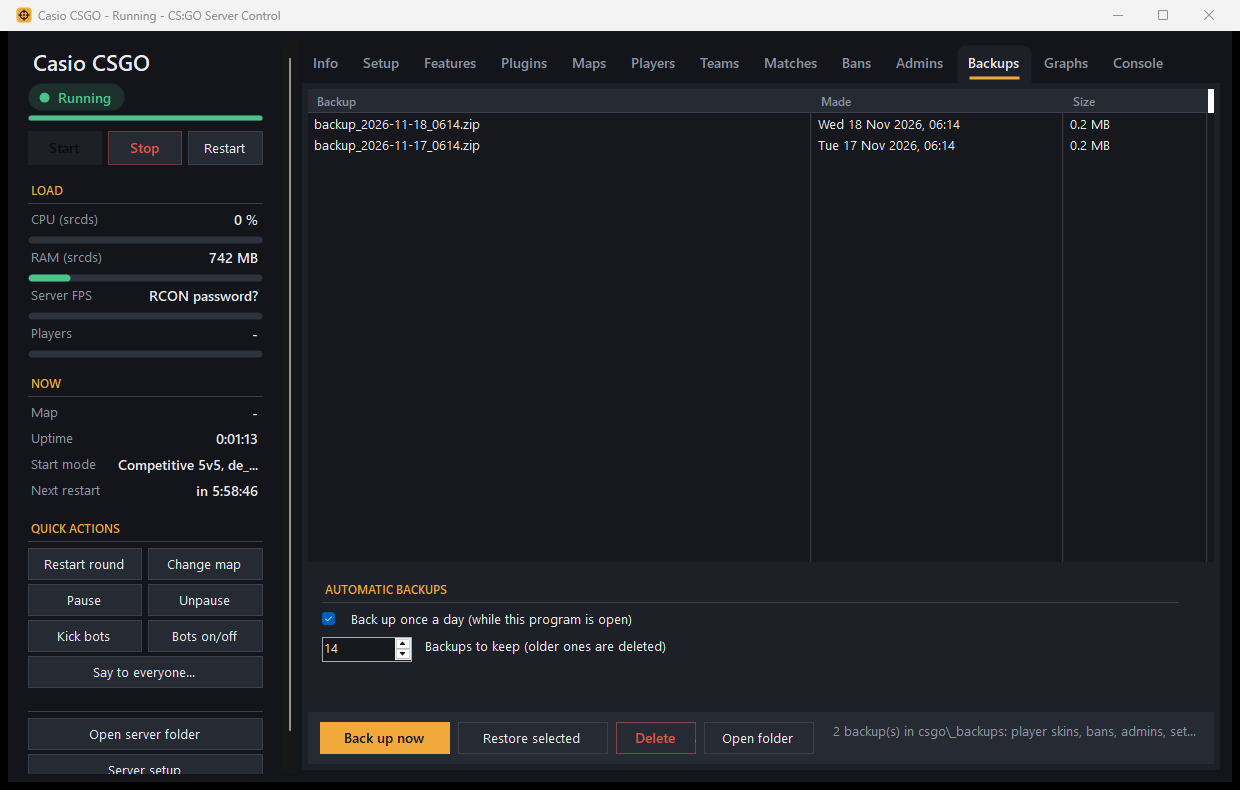 Casio CSGO - Running - CS:GO Server Control
Casio CSGO
Running
Start Stop Restart
LOAD
CPU (srcds) 0 %
RAM (srcds) 742 MB
Server FPS RCON password?
Players -
NOW
Map -
Uptime 0:01:13
Start mode Competitive 5v5, de_...
Next restart in 5:58:46
QUICK ACTIONS
Restart round Change map
Pause Unpause
Kick bots Bots on/off
Say to everyone...
Open server folder
Server setup
Info Setup Features Plugins Maps Players Teams Matches Bans Admins Backups Graphs Console
Backup Made Size
backup_2026-11-18_0614.zip Wed 18 Nov 2026, 06:14 0.2 MB
backup_2026-11-17_0614.zip Tue 17 Nov 2026, 06:14 0.2 MB
AUTOMATIC BACKUPS
Back up once a day (while this program is open)
14 Backups to keep (older ones are deleted)
Back up now Restore selected Delete Open folder 2 backup(s) in csgo\_backups: player skins, bans, admins, set...